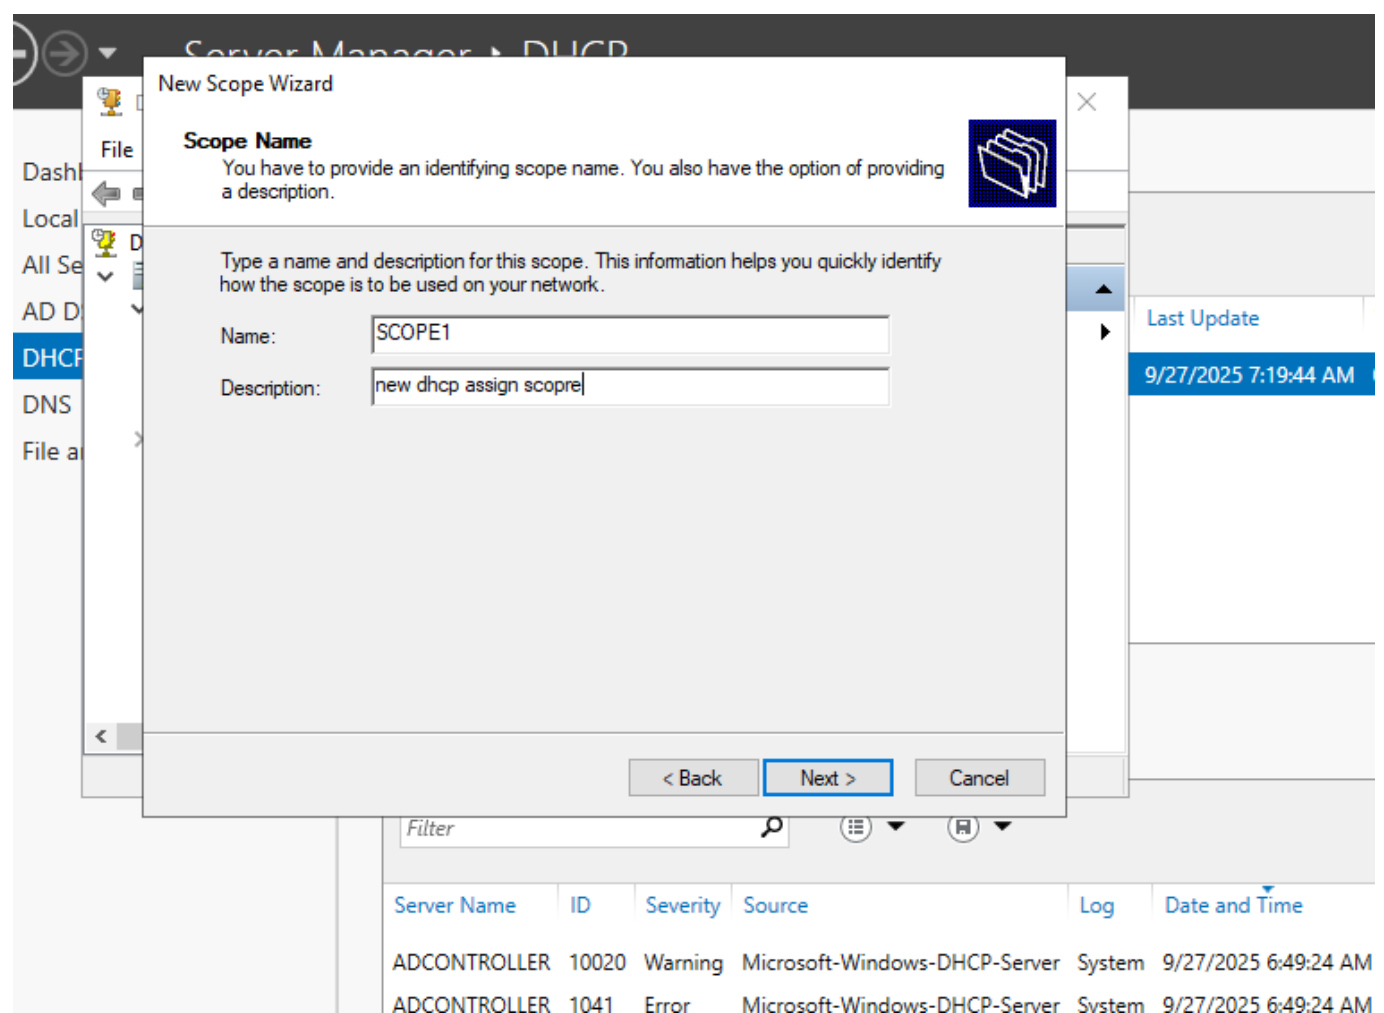 Server Manager ‣ DHCP
New Scope Wizard
File
Scope Name
You have to provide an identifying scope name. You also have the option of providing
a description.
Local
D
Type a name and description for this scope. This information helps you quickly identify
how the scope is to be used on your network.
AD D
Last Update
Name:
SCOPE1
DHCP
9/27/2025 7:19:44 AM
Description:
new dhcp assign scopre
DNS
< Back
Next >
Cancel
Filter
Server Name
ID
Severity
Source
Log
Date and Time
ADCONTROLLER 10020 Warning Microsoft-Windows-DHCP-Server System 9/27/2025 6:49:24 AM
ADCONTROLLER 1041 Error Microsoft-Windows-DHCP-Server System 9/27/2025 6:49:24 AM